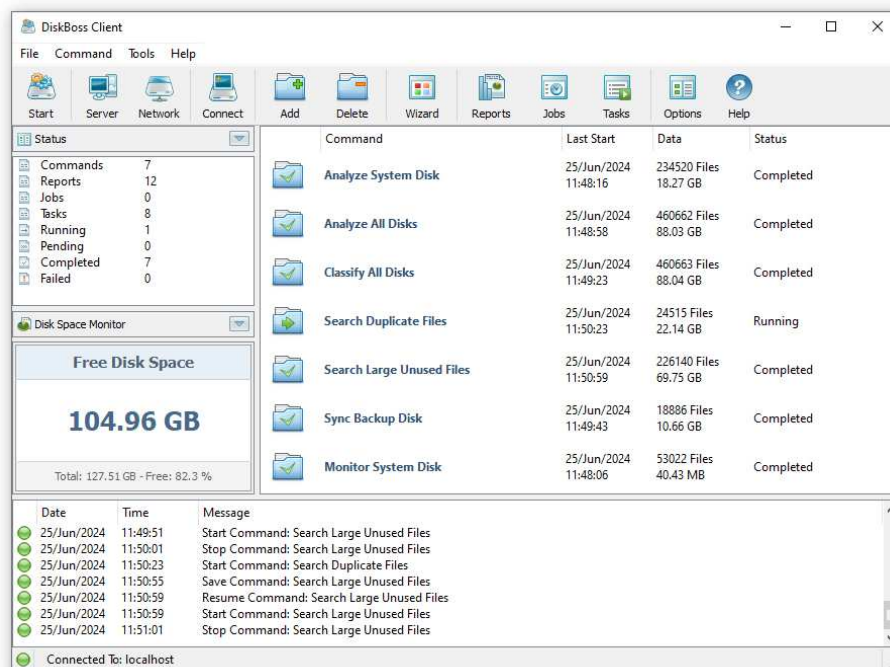 DiskBoss Client
File Command Tools Help
Start Server Network Connect Add Delete Wizard Reports Jobs Tasks Options Help
Status
Commands 7
Reports 12
Jobs 0
Tasks 8
Running 1
Pending 0
Completed 7
Failed 0
Disk Space Monitor
Free Disk Space
104.96 GB
Total: 127.51 GB - Free: 82.3 %
Command Last Start Data Status
Analyze System Disk 25/Jun/2024 11:48:16 234520 Files 18.27 GB Completed
Analyze All Disks 25/Jun/2024 11:48:58 460662 Files 88.03 GB Completed
Classify All Disks 25/Jun/2024 11:49:23 460663 Files 88.04 GB Completed
Search Duplicate Files 25/Jun/2024 11:50:23 24515 Files 22.14 GB Running
Search Large Unused Files 25/Jun/2024 11:50:59 226140 Files 69.75 GB Completed
Sync Backup Disk 25/Jun/2024 11:49:43 18886 Files 10.66 GB Completed
Monitor System Disk 25/Jun/2024 11:48:06 53022 Files 40.43 MB Completed
Date Time Message
25/Jun/2024 11:49:51 Start Command: Search Large Unused Files
25/Jun/2024 11:50:01 Stop Command: Search Large Unused Files
25/Jun/2024 11:50:23 Start Command: Search Duplicate Files
25/Jun/2024 11:50:55 Save Command: Search Large Unused Files
25/Jun/2024 11:50:59 Resume Command: Search Large Unused Files
25/Jun/2024 11:50:59 Start Command: Search Large Unused Files
25/Jun/2024 11:51:01 Stop Command: Search Large Unused Files
Connected To: localhost